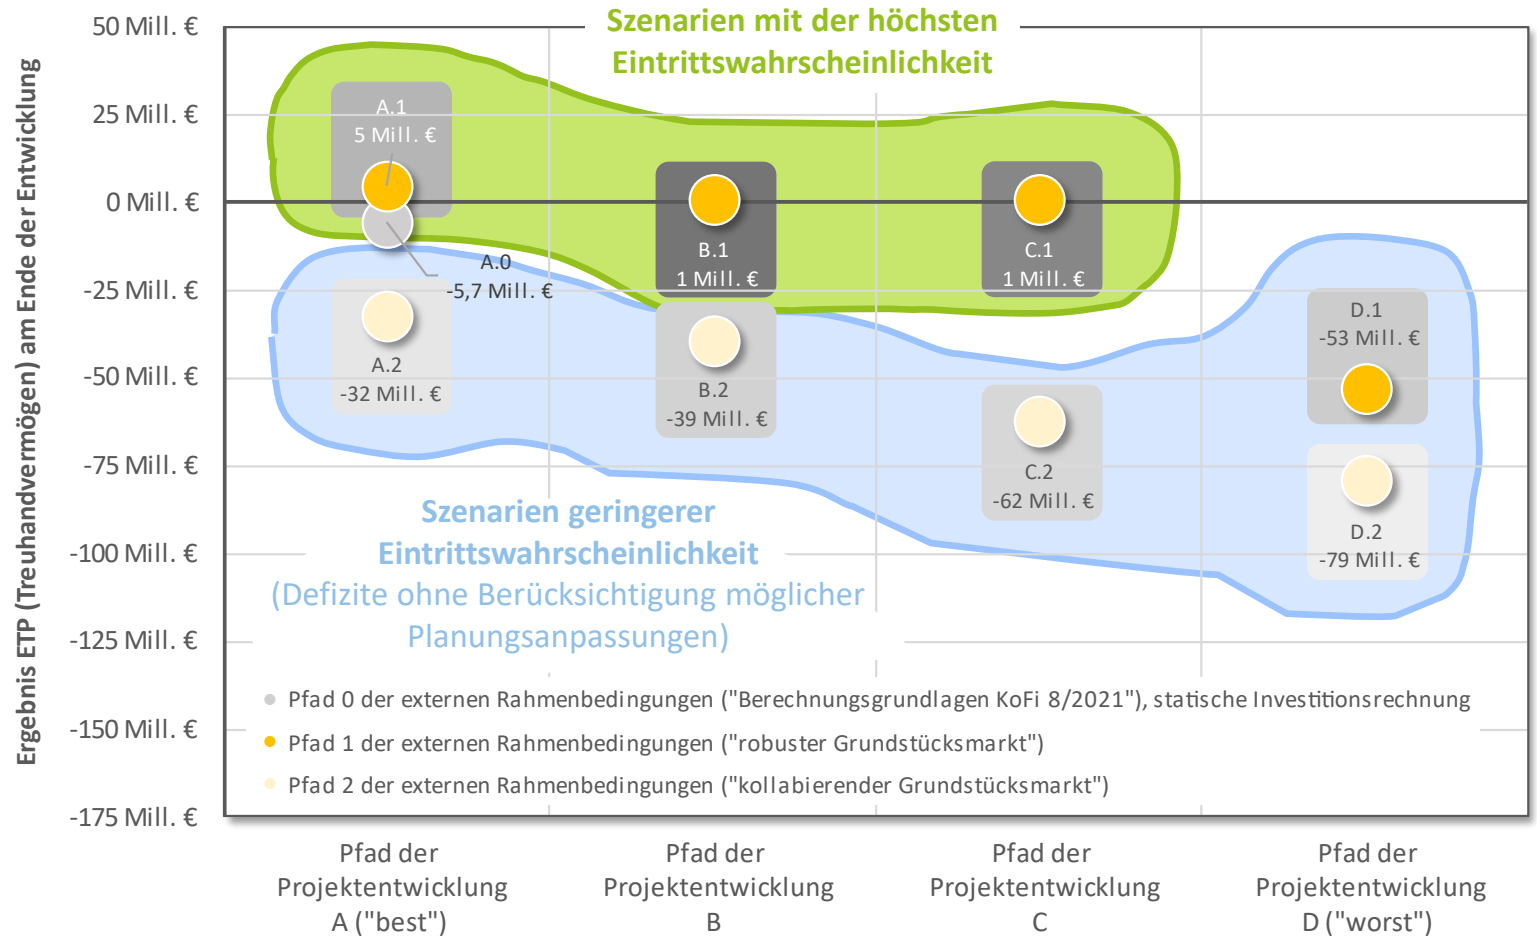 Ergebnis ETP (Treuhandvermögen) am Ende der Entwicklung
50 Mill. €
25 Mill. €
0 Mill. €
-25 Mill. €
-50 Mill. €
-75 Mill. €
-100 Mill. €
-125 Mill. €
-150 Mill. €
-175 Mill. €
Szenarien mit der höchsten
Eintrittswahrscheinlichkeit
A.1
5 Mill. €
A.0
-5,7 Mill. €
A.2
-32 Mill. €
B.1
1 Mill. €
B.2
-39 Mill. €
C.1
1 Mill. €
C.2
-62 Mill. €
D.1
-53 Mill. €
D.2
-79 Mill. €
Szenarien geringerer
Eintrittswahrscheinlichkeit
(Defizite ohne Berücksichtigung möglicher
Planungsanpassungen)
Pfad 0 der externen Rahmenbedingungen ("Berechnungsgrundlagen KoFi 8/2021"), statische Investitionsrechnung
Pfad 1 der externen Rahmenbedingungen ("robuster Grundstücksmarkt")
Pfad 2 der externen Rahmenbedingungen ("kollabierender Grundstücksmarkt")
Pfad der
Projektentwicklung
A ("best")
Pfad der
Projektentwicklung
B
Pfad der
Projektentwicklung
C
Pfad der
Projektentwicklung
D ("worst")